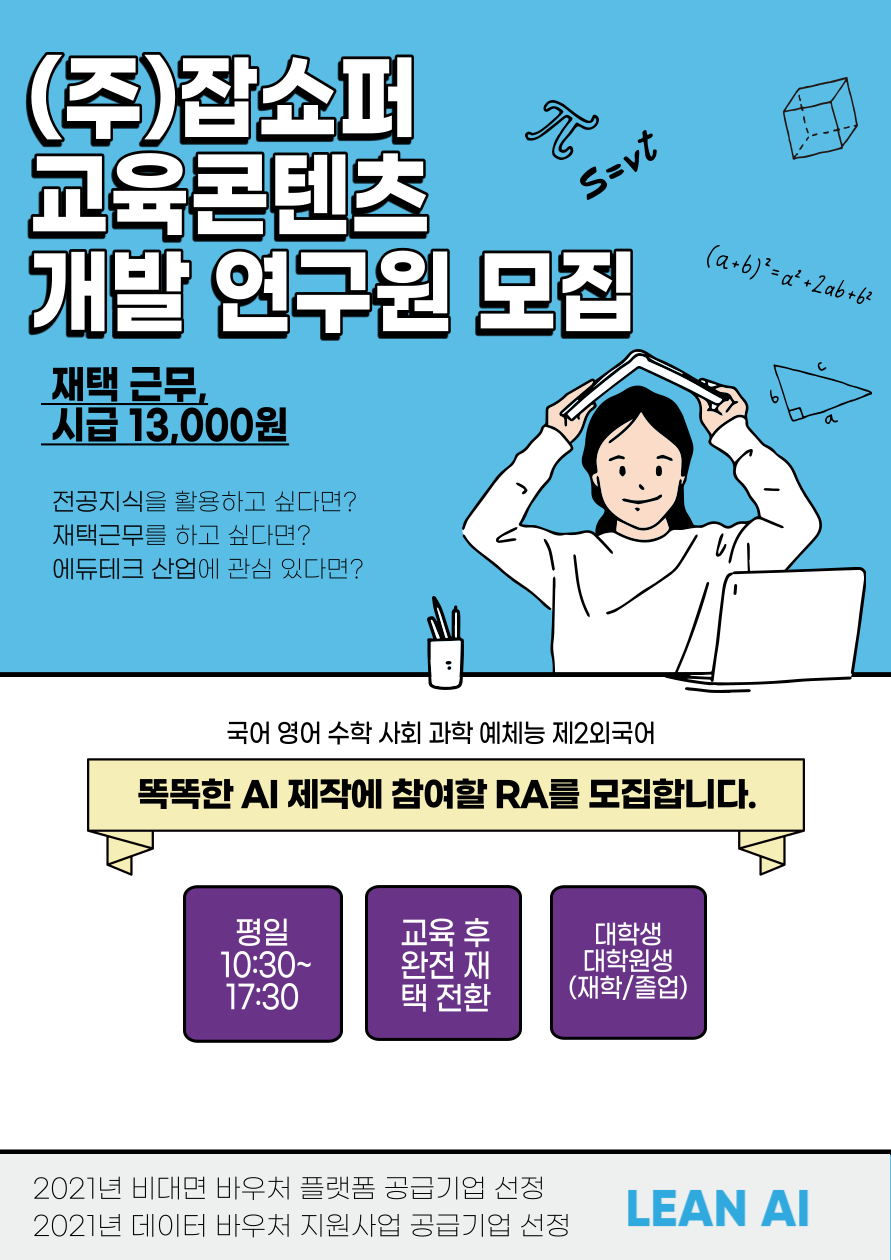 (주)잡쇼퍼
교육콘텐츠
개발 연구원 모집
π
s=vt
(a+b)²=a²+2ab+b²
재택 근무,
시급 13,000원
c
b
a
전공지식을 활용하고 싶다면?
재택근무를 하고 싶다면?
에듀테크 산업에 관심 있다면?
국어 영어 수학 사회 과학 예체능 제2외국어
똑똑한 AI 제작에 참여할 RA를 모집합니다.
평일
10:30~
17:30
교육 후
완전 재
택 전환
대학생
대학원생
(재학/졸업)
2021년 비대면 바우처 플랫폼 공급기업 선정
2021년 데이터 바우처 지원사업 공급기업 선정
LEAN AI